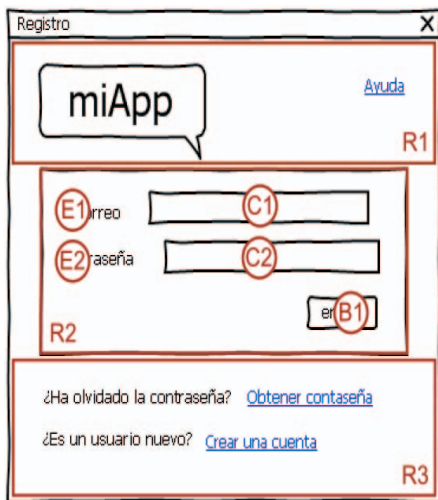 Registro X
miApp
Ayuda
R1
E1 rreo C1
E2 raseña C2
B1
R2
¿Ha olvidado la contraseña? Obtener contaseña
¿Es un usuario nuevo? Crear una cuenta
R3